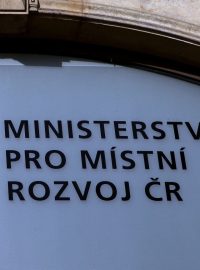 MINISTERSTV
PRO MÍSTNÍ
ROZVOJ ČR